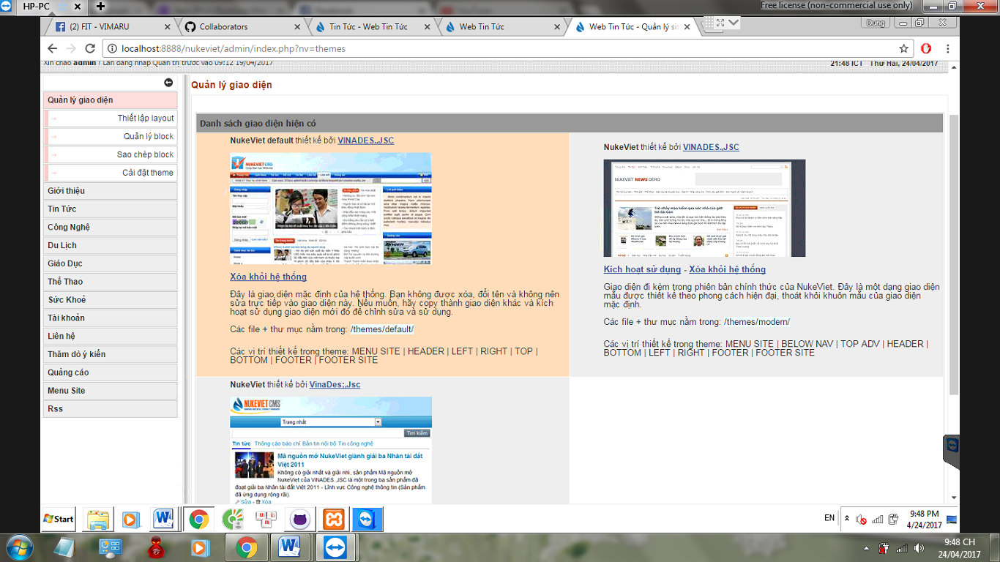 HP-PC
Free license (non-commercial use only)
(2) FIT - VIMARU
Collaborators
Tin Tức - Web Tin Tức
Web Tin Tức
Web Tin Tức - Quản lý si
Dung
localhost:8888/nukeviet/admin/index.php?nv=themes
Xin chào admin ! Lần đăng nhập Quản trị trước vào 09:12 19/04/2017
21:48 ICT Thứ Hai, 24/04/2017
Quản lý giao diện
Thiết lập layout
Quản lý block
Sao chép block
Cài đặt theme
Giới thiệu
Tin Tức
Công Nghệ
Du Lịch
Giáo Dục
Thể Thao
Sức Khoẻ
Tài khoản
Liên hệ
Thăm dò ý kiến
Quảng cáo
Menu Site
Rss
Quản lý giao diện
Danh sách giao diện hiện có
NukeViet default thiết kế bởi VINADES.,JSC
NUKEVIET CMS
Xóa khỏi hệ thống
Đây là giao diện mặc định của hệ thống. Bạn không được xóa, đổi tên và không nên
sửa trực tiếp vào giao diện này. Nếu muốn, hãy copy thành giao diện khác và kích
hoạt sử dụng giao diện mới đó để chỉnh sửa và sử dụng.
Các file + thư mục nằm trong: /themes/default/
Các vị trí thiết kế trong theme: MENU SITE | HEADER | LEFT | RIGHT | TOP |
BOTTOM | FOOTER | FOOTER SITE
NukeViet thiết kế bởi VINADES.,JSC
NUKEVIET NEWS DEMO
Trò nhảy mạo hiểm qua nóc nhà của giới
trẻ Sài Gòn
Kích hoạt sử dụng - Xóa khỏi hệ thống
Giao diện đi kèm trong phiên bản chính thức của NukeViet. Đây là một dạng giao diện
mẫu được thiết kế theo phong cách hiện đại, thoát khỏi khuôn mẫu của giao diện
mặc định.
Các file + thư mục nằm trong: /themes/modern/
Các vị trí thiết kế trong theme: MENU SITE | BELOW NAV | TOP ADV | HEADER |
BOTTOM | LEFT | RIGHT | FOOTER | FOOTER SITE
NukeViet thiết kế bởi VinaDes:,Jsc
NUKEVIET CMS
Trang nhất
Tìm kiếm
Tin tức Thông cáo báo chí Bản tin nội bộ Tin công nghệ
Mã nguồn mở NukeViet giành giải ba Nhân tài đất
Việt 2011
Không có giải nhất và giải nhì, sản phẩm Mã nguồn mở
NukeViet của VINADES.,JSC là một trong ba sản phẩm đã
đoạt giải ba Nhân tài đất Việt 2011 - Lĩnh vực Công nghệ thông tin (Sản phẩm
đã ứng dụng rộng rãi).
Sửa - Xóa
Start
EN
9:48 PM
4/24/2017
9:48 CH
24/04/2017